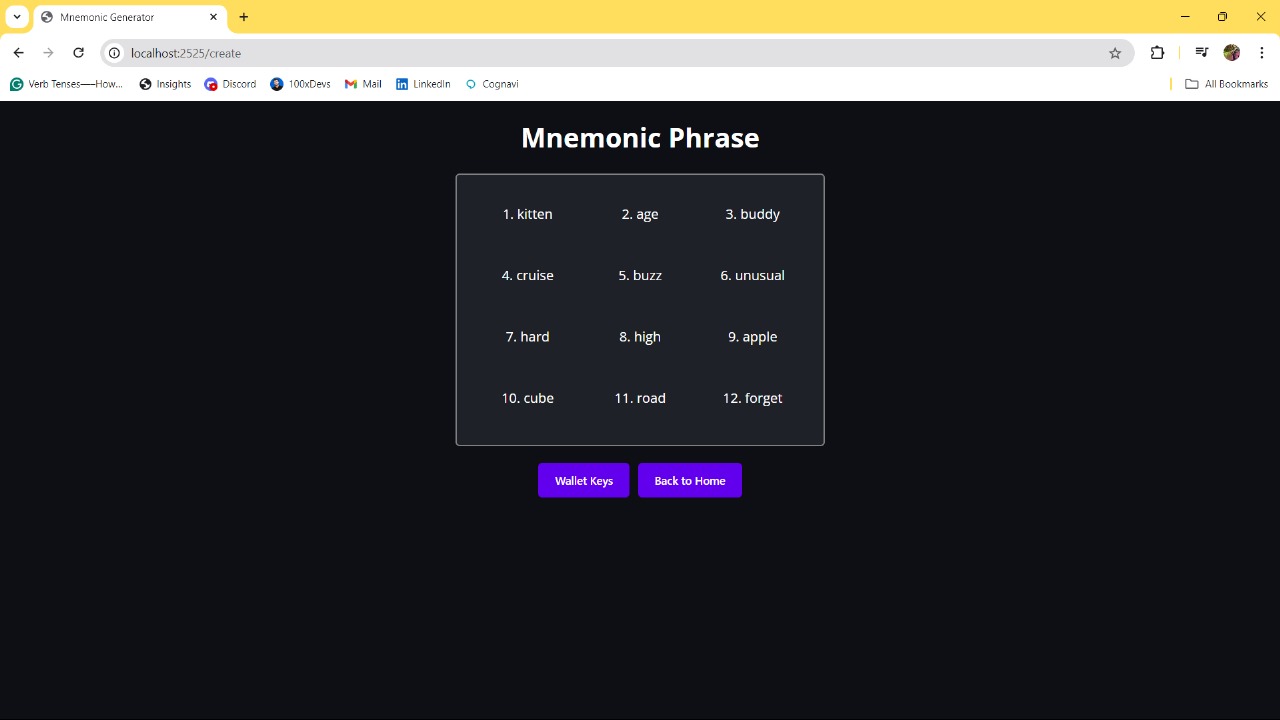 Mnemonic Generator
localhost:2525/create
Verb Tenses—–How... Insights Discord 100xDevs Mail LinkedIn Cognavi All Bookmarks
Mnemonic Phrase
1. kitten 2. age 3. buddy
4. cruise 5. buzz 6. unusual
7. hard 8. high 9. apple
10. cube 11. road 12. forget
Wallet Keys Back to Home